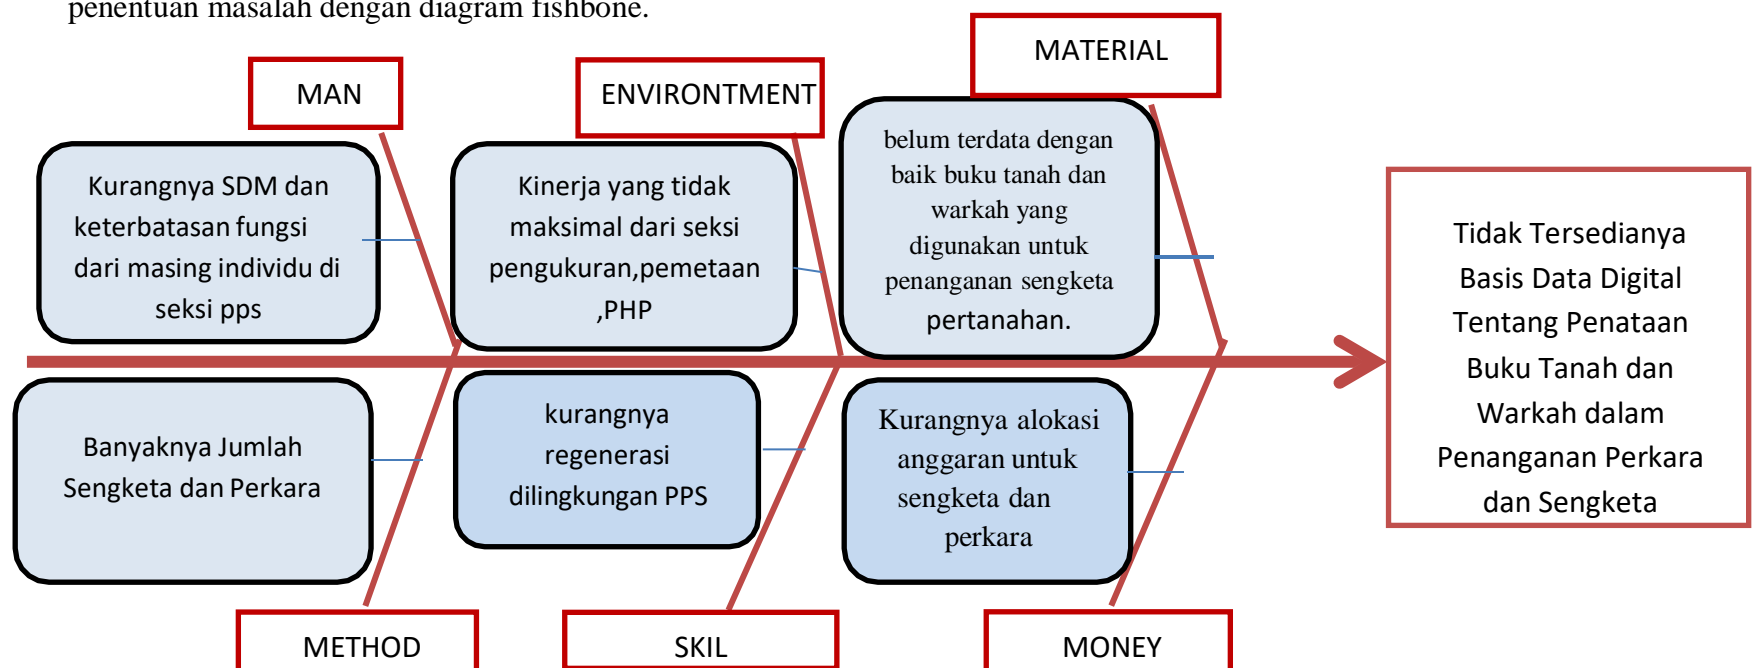 penentuan masalah dengan diagram fishbone.
MAN
ENVIRONTMENT
MATERIAL
Kurangnya SDM dan
keterbatasan fungsi
dari masing individu di
seksi pps
Kinerja yang tidak
maksimal dari seksi
pengukuran,pemetaan
,PHP
belum terdata dengan
baik buku tanah dan
warkah yang
digunakan untuk
penanganan sengketa
pertanahan.
Tidak Tersedianya
Basis Data Digital
Tentang Penataan
Buku Tanah dan
Warkah dalam
Penanganan Perkara
dan Sengketa
Banyaknya Jumlah
Sengketa dan Perkara
kurangnya
regenerasi
dilingkungan PPS
Kurangnya alokasi
anggaran untuk
sengketa dan
perkara
METHOD
SKIL
MONEY